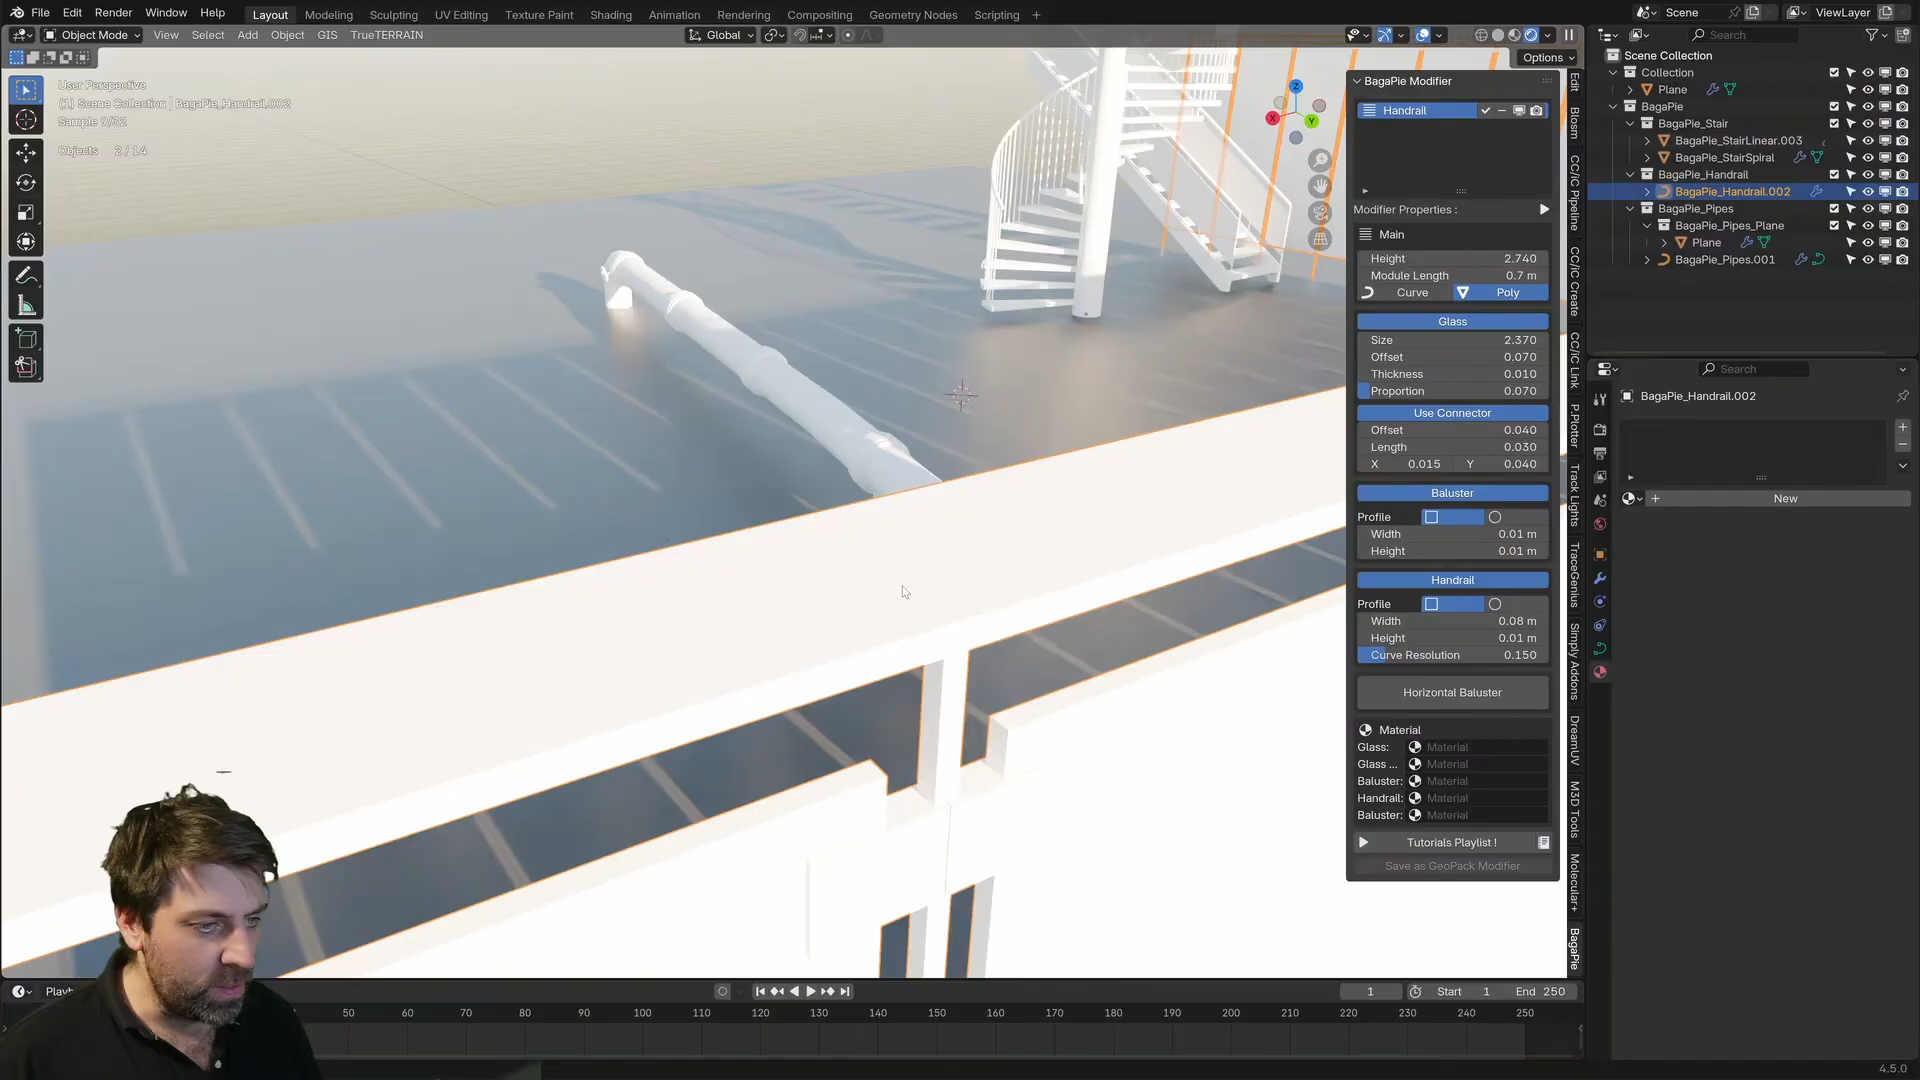 File Edit Render Window Help Layout Modeling Sculpting UV Editing Texture Paint Shading Animation Rendering Compositing Geometry Nodes Scripting + Scene ViewLayer
Object Mode View Select Add Object GIS TrueTERRAIN Global Search
Options
User Perspective
(1) Scene Collection | BagaPie_Handrail.002
Sample 9/32
Objects 2 / 14
Z
X
Y
BagaPie Modifier
Handrail
Modifier Properties :
Main
Height 2.740
Module Length 0.7 m
Curve Poly
Glass
Size 2.370
Offset 0.070
Thickness 0.010
Proportion 0.070
Use Connector
Offset 0.040
Length 0.030
X 0.015 Y 0.040
Baluster
Profile
Width 0.01 m
Height 0.01 m
Handrail
Profile
Width 0.08 m
Height 0.01 m
Curve Resolution 0.150
Horizontal Baluster
Material
Glass: Material
Glass ... Material
Baluster: Material
Handrail: Material
Baluster: Material
Tutorials Playlist !
Save as GeoPack Modifier
Edit
Blosm
CC/iC Pipeline
CC/iC Create
CC/iC Link
P.Plotter
Track Lights
TraceGenius
Simply Addons
DreamUV
M3D Tools
Molecular+
BagaPie
Scene Collection
Collection
Plane
BagaPie
BagaPie_Stair
BagaPie_StairLinear.003
BagaPie_StairSpiral
BagaPie_Handrail
BagaPie_Handrail.002
BagaPie_Pipes
BagaPie_Pipes_Plane
Plane
BagaPie_Pipes.001
Search
BagaPie_Handrail.002
New
1 Start 1 End 250
50 60 70 80 90 100 110 120 130 140 150 160 170 180 190 200 210 220 230 240 250
4.5.0